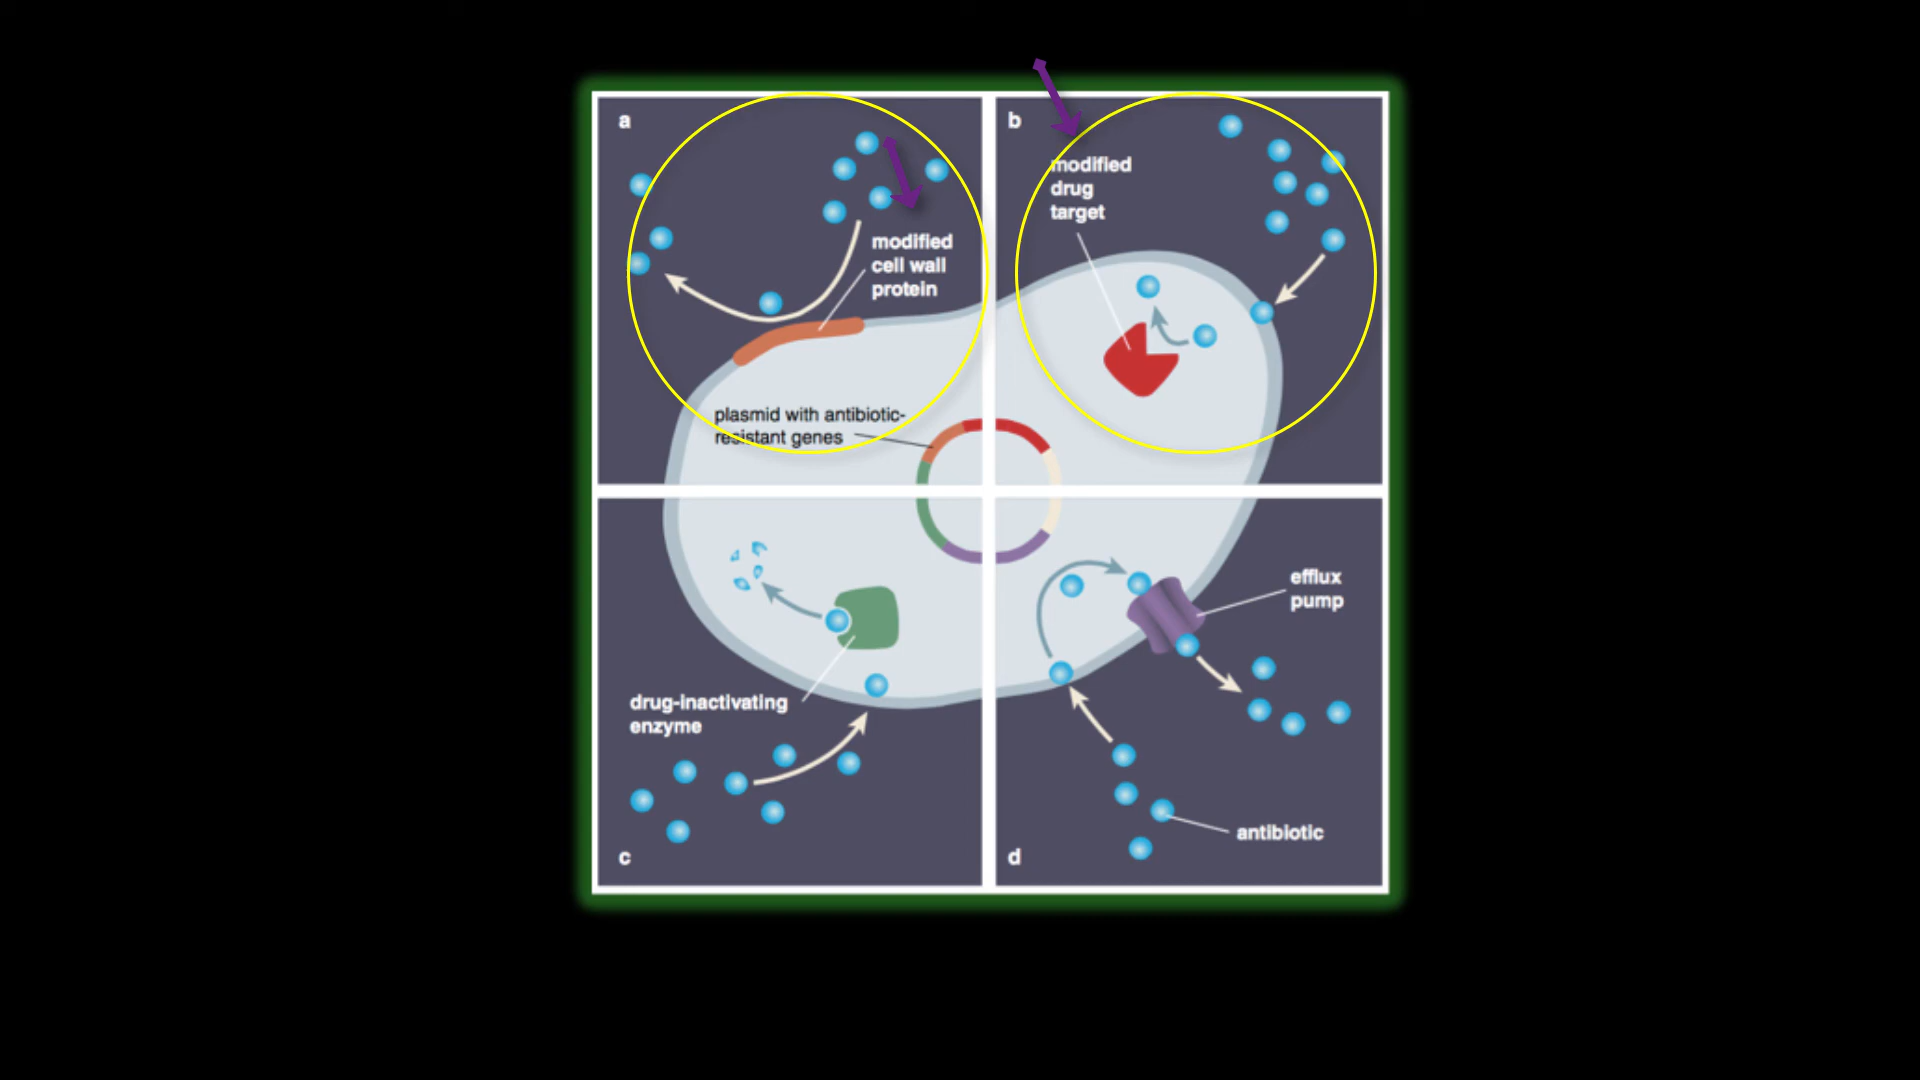 a
modified
cell wall
protein
plasmid with antibiotic-
resistant genes
b
modified
drug
target
drug-inactivating
enzyme
c
efflux
pump
antibiotic
d